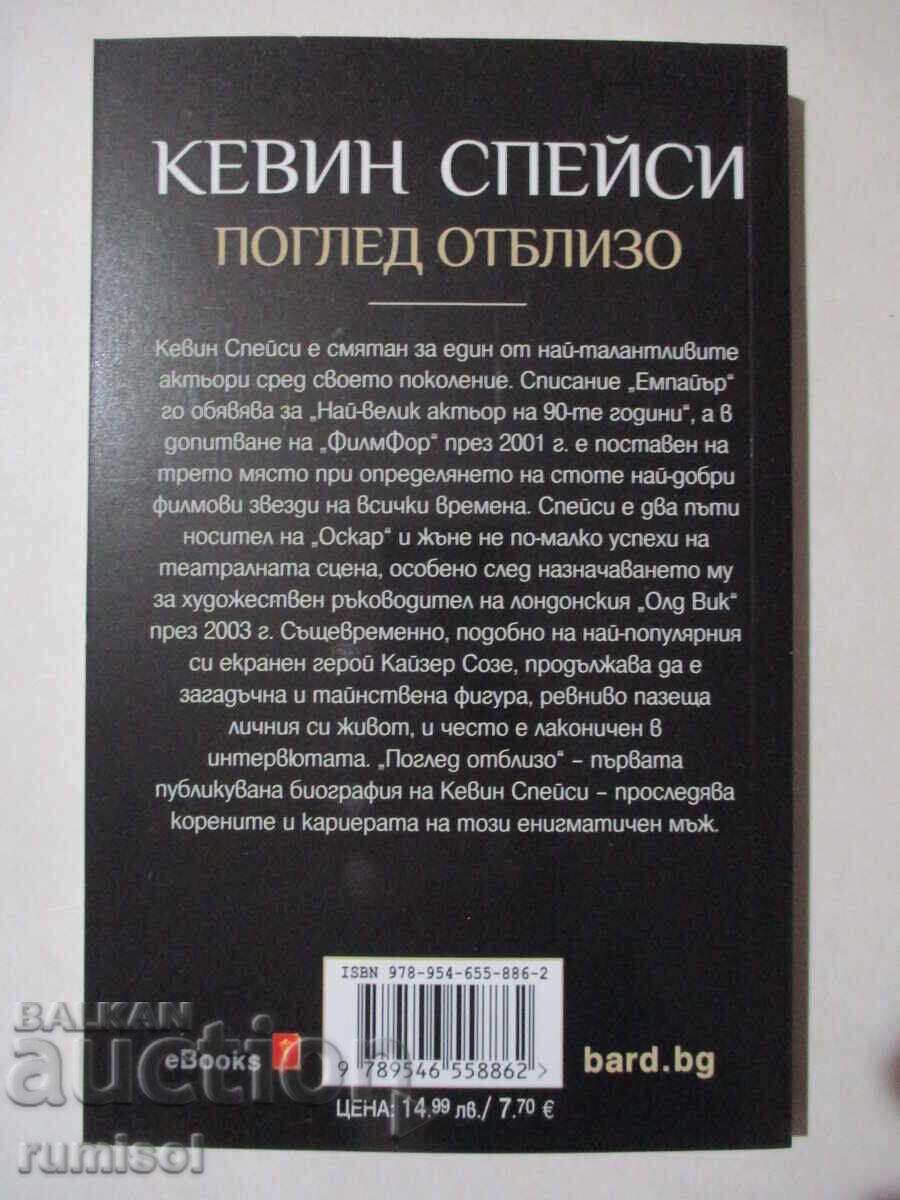 КЕВИН СПЕЙСИ
ПОГЛЕД ОТБЛИЗО
Кевин Спейси е смятан за един от най-талантливите
актьори сред своето поколение. Списание „Емпайър“
го обявява за „Най-велик актьор на 90-те години“, а в
допитване на „ФилмФор“ през 2001 г. е поставен на
трето място при определянето на стоте най-добри
филмови звезди на всички времена. Спейси е два пъти
носител на „Оскар“ и жъне не по-малко успехи на
театралната сцена, особено след назначаването му
за художествен ръководител на лондонския „Олд Вик“
през 2003 г. Същевременно, подобно на най-популярния
си екранен герой Кайзер Созе, продължава да е
загадъчна и тайнствена фигура, ревниво пазеща
личния си живот, и често е лаконичен в
интервютата. „Поглед отблизо“ – първата
публикувана биография на Кевин Спейси – проследява
корените и кариерата на този енигматичен мъж.
ISBN 978-954-655-886-2
BALKAN
auction
eBooks
9 789546 558862 >
bard.bg
ЦЕНА: 14.99 лв./ 7.70 €
rumisol